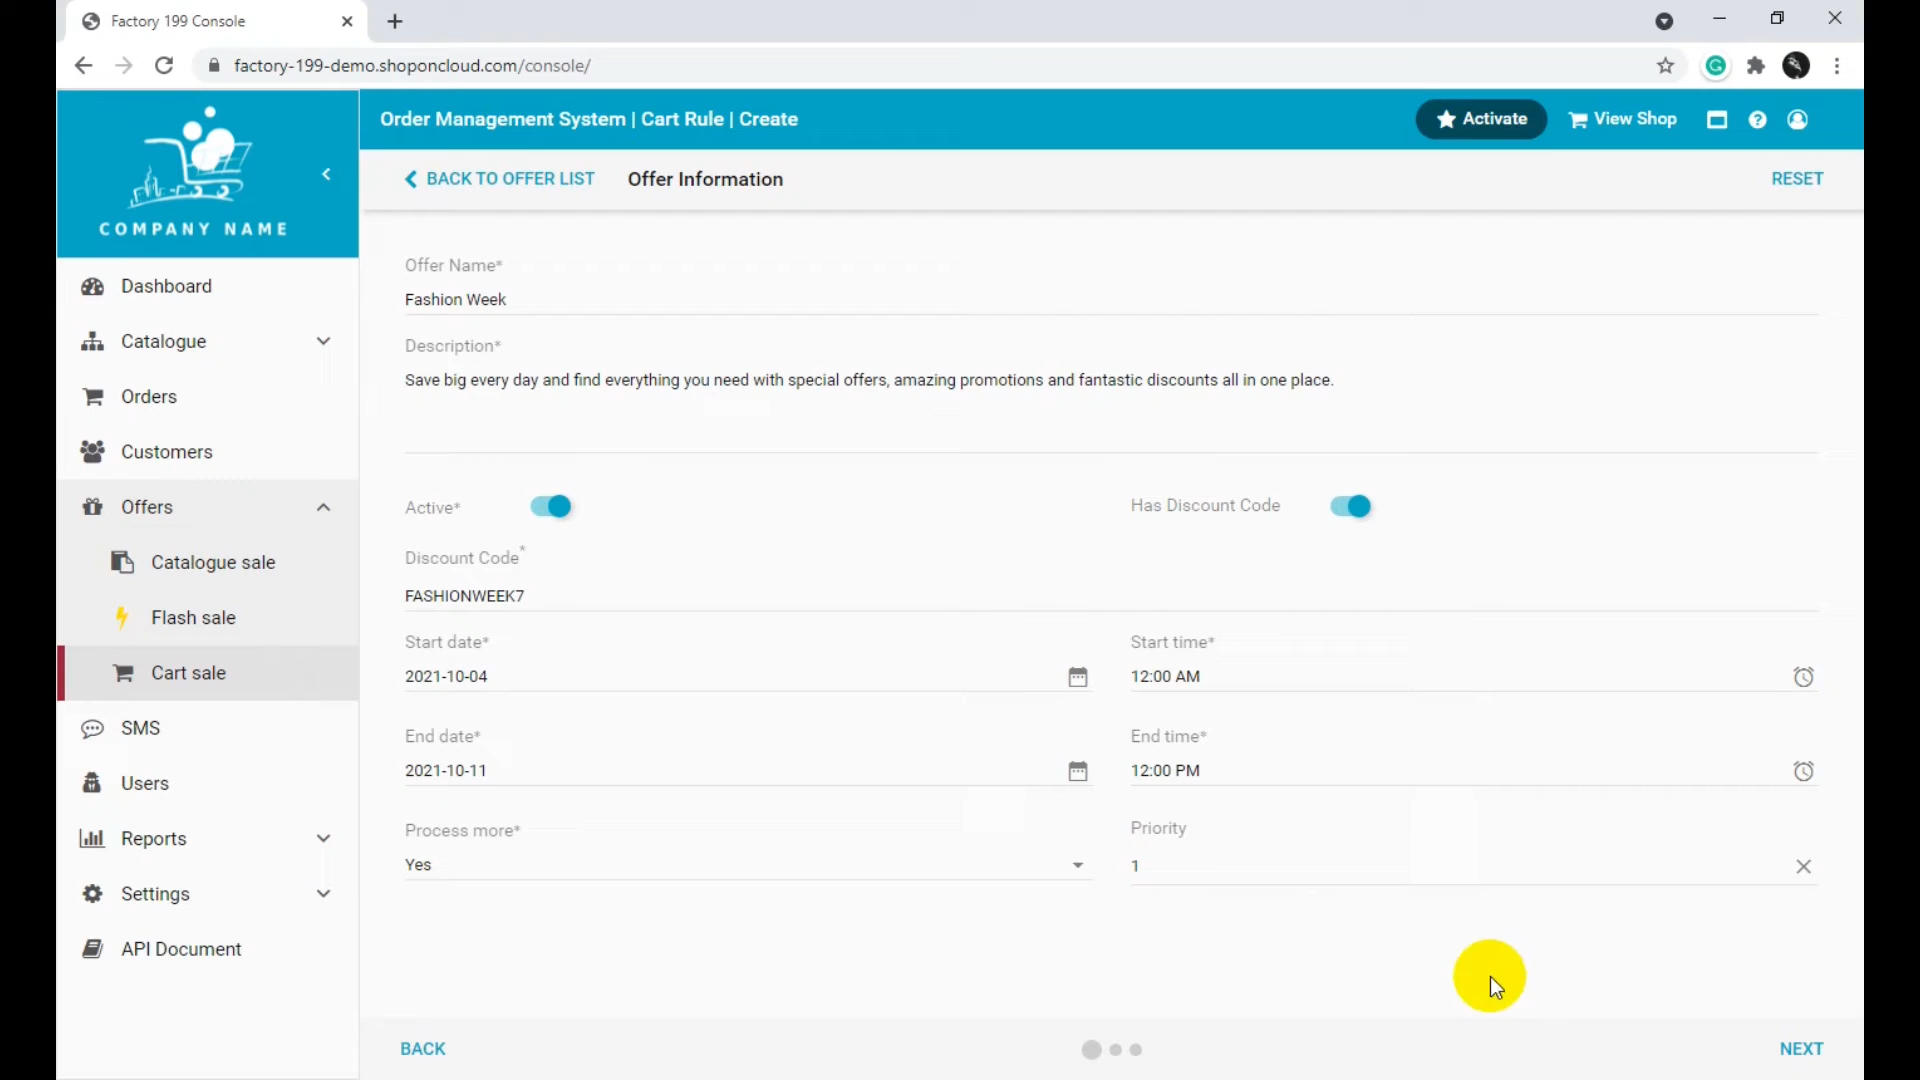 Factory 199 Console
factory-199-demo.shoponcloud.com/console/
COMPANY NAME
Order Management System | Cart Rule | Create
Activate
View Shop
BACK TO OFFER LIST
Offer Information
RESET
Dashboard
Catalogue
Orders
Customers
Offers
Catalogue sale
Flash sale
Cart sale
SMS
Users
Reports
Settings
API Document
Offer Name*
Fashion Week
Description*
Save big every day and find everything you need with special offers, amazing promotions and fantastic discounts all in one place.
Active*
Has Discount Code
Discount Code*
FASHIONWEEK7
Start date*
Start time*
2021-10-04
12:00 AM
End date*
End time*
2021-10-11
12:00 PM
Process more*
Priority
Yes
1
BACK
NEXT